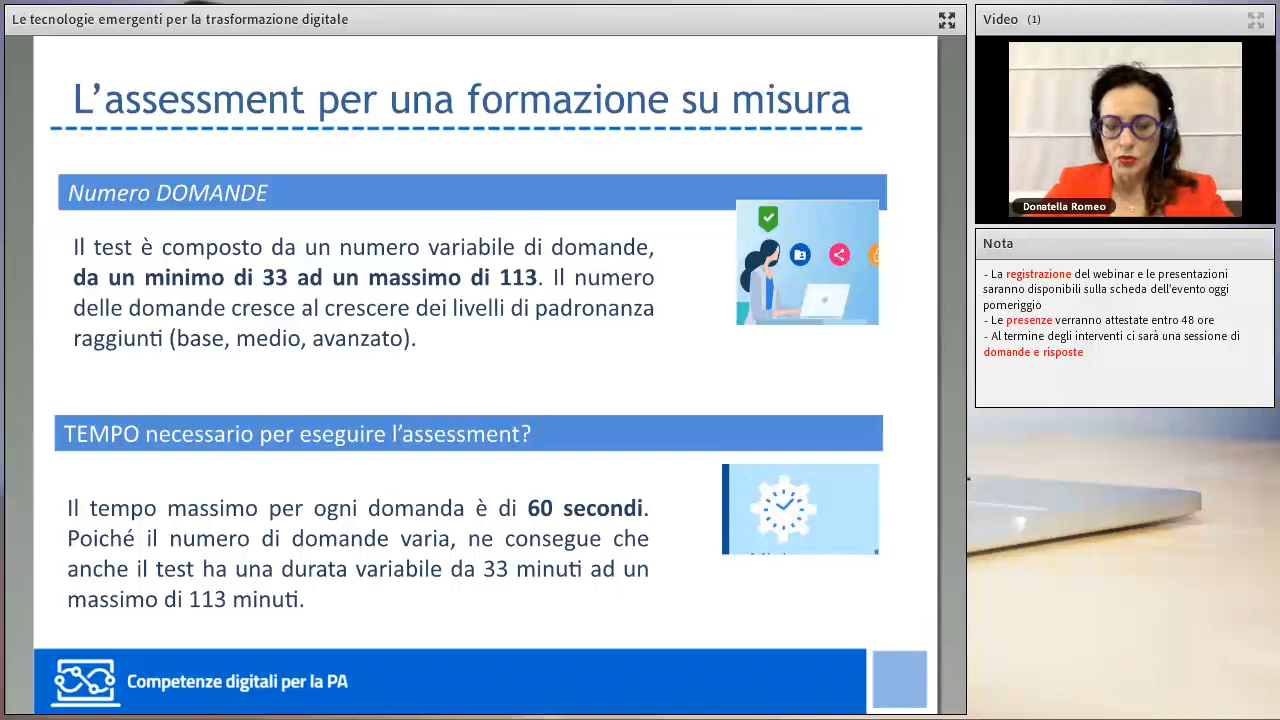 Le tecnologie emergenti per la trasformazione digitale
L’assessment per una formazione su misura
Numero DOMANDE
Il test è composto da un numero variabile di domande,
da un minimo di 33 ad un massimo di 113. Il numero
delle domande cresce al crescere dei livelli di padronanza
raggiunti (base, medio, avanzato).
TEMPO necessario per eseguire l’assessment?
Il tempo massimo per ogni domanda è di 60 secondi.
Poiché il numero di domande varia, ne consegue che
anche il test ha una durata variabile da 33 minuti ad un
massimo di 113 minuti.
Competenze digitali per la PA
Video (1)
Donatella Romeo
Nota
- La registrazione del webinar e le presentazioni
saranno disponibili sulla scheda dell'evento oggi
pomeriggio
- Le presenze verranno attestate entro 48 ore
- Al termine degli interventi ci sarà una sessione di
domande e risposte